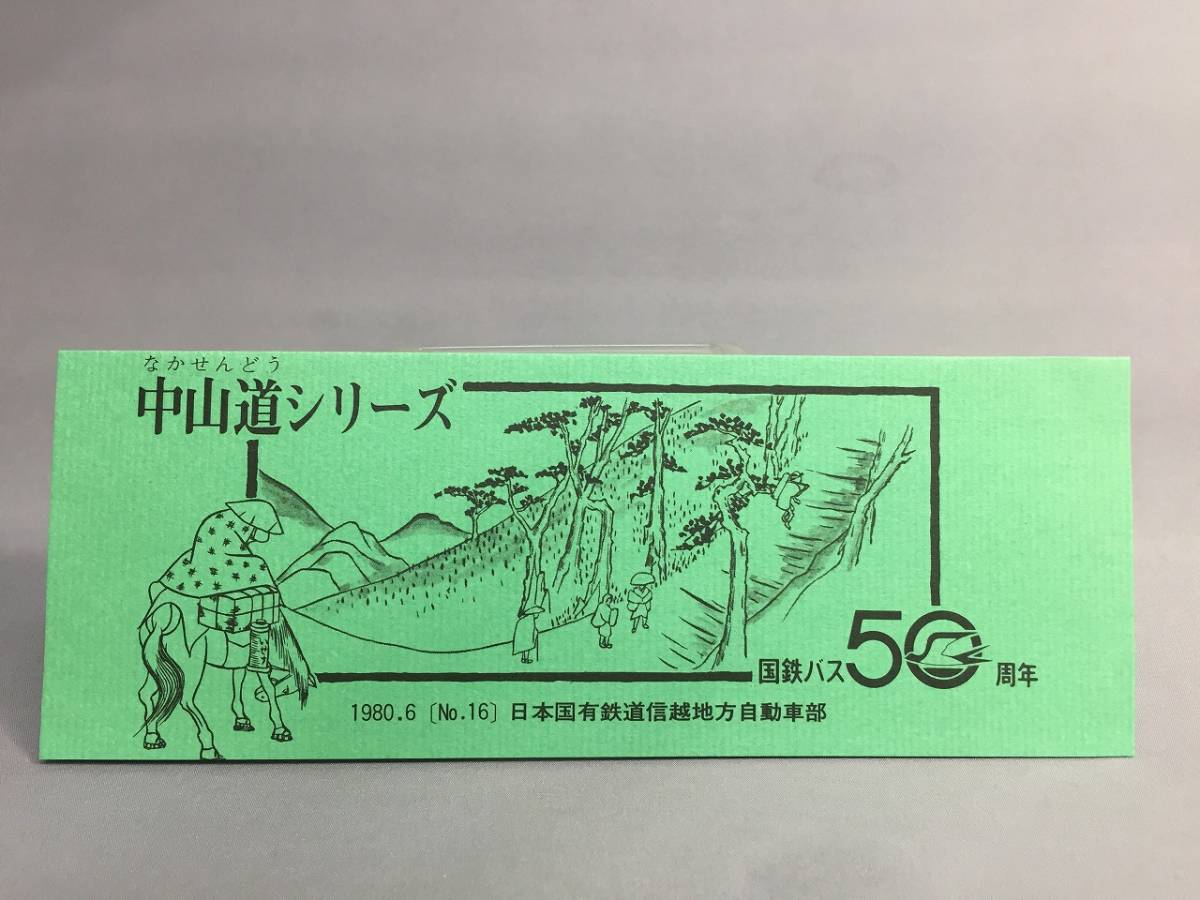 なかせんどう
中山道シリーズ
国鉄バス50周年
1980.6〔No.16〕日本国有鉄道信越地方自動車部